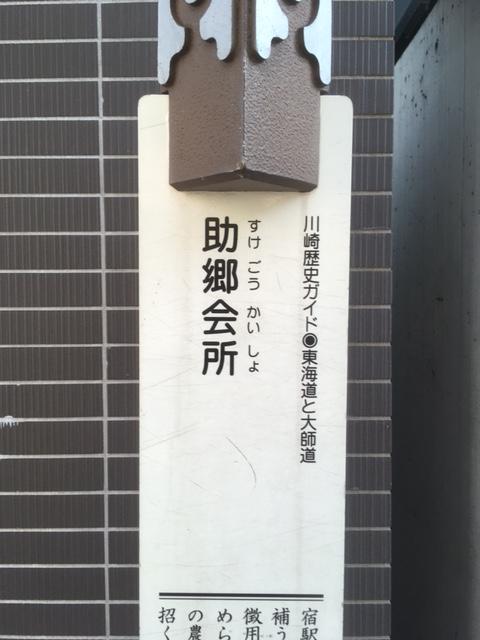 川崎歴史ガイド◉東海道と大師道
すけごうかいしょ
助郷会所
宿駅
補う
徴用
めら
の農
招く